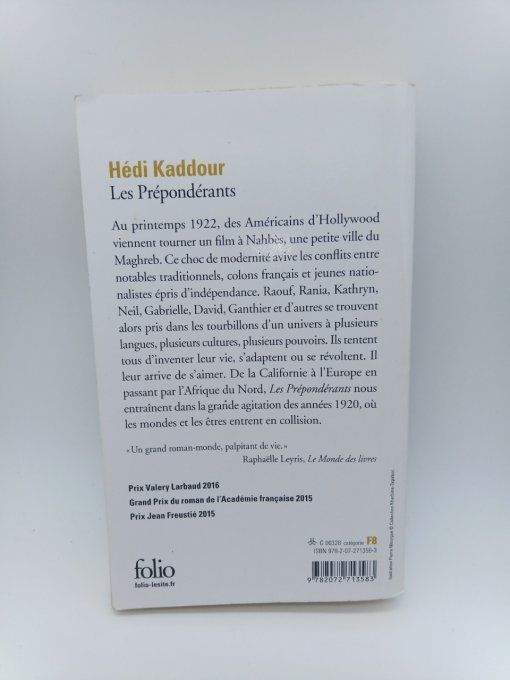 Hédi Kaddour
Les Prépondérants
Au printemps 1922, des Américains d'Hollywood
viennent tourner un film à Nahbès, une petite ville du
Maghreb. Ce choc de modernité avive les conflits entre
notables traditionnels, colons français et jeunes natio-
nalistes épris d'indépendance. Raouf, Rania, Kathryn,
Neil, Gabrielle, David, Ganthier et d'autres se trouvent
alors pris dans les tourbillons d'un univers à plusieurs
langues, plusieurs cultures, plusieurs pouvoirs. Ils tentent
tous d'inventer leur vie, s'adaptent ou se révoltent. Il
leur arrive de s'aimer. De la Californie à l'Europe en
passant par l'Afrique du Nord, Les Prépondérants nous
entraînent dans la grande agitation des années 1920, où
les mondes et les êtres entrent en collision.
« Un grand roman-monde, palpitant de vie. »
Raphaëlle Leyris, Le Monde des livres
Prix Valery Larbaud 2016
Grand Prix du roman de l'Académie française 2015
Prix Jean Freustié 2015
G 00328 catégorie F8
ISBN 978-2-07-271358-3
9 782072 713583
folio
folio-lesite.fr